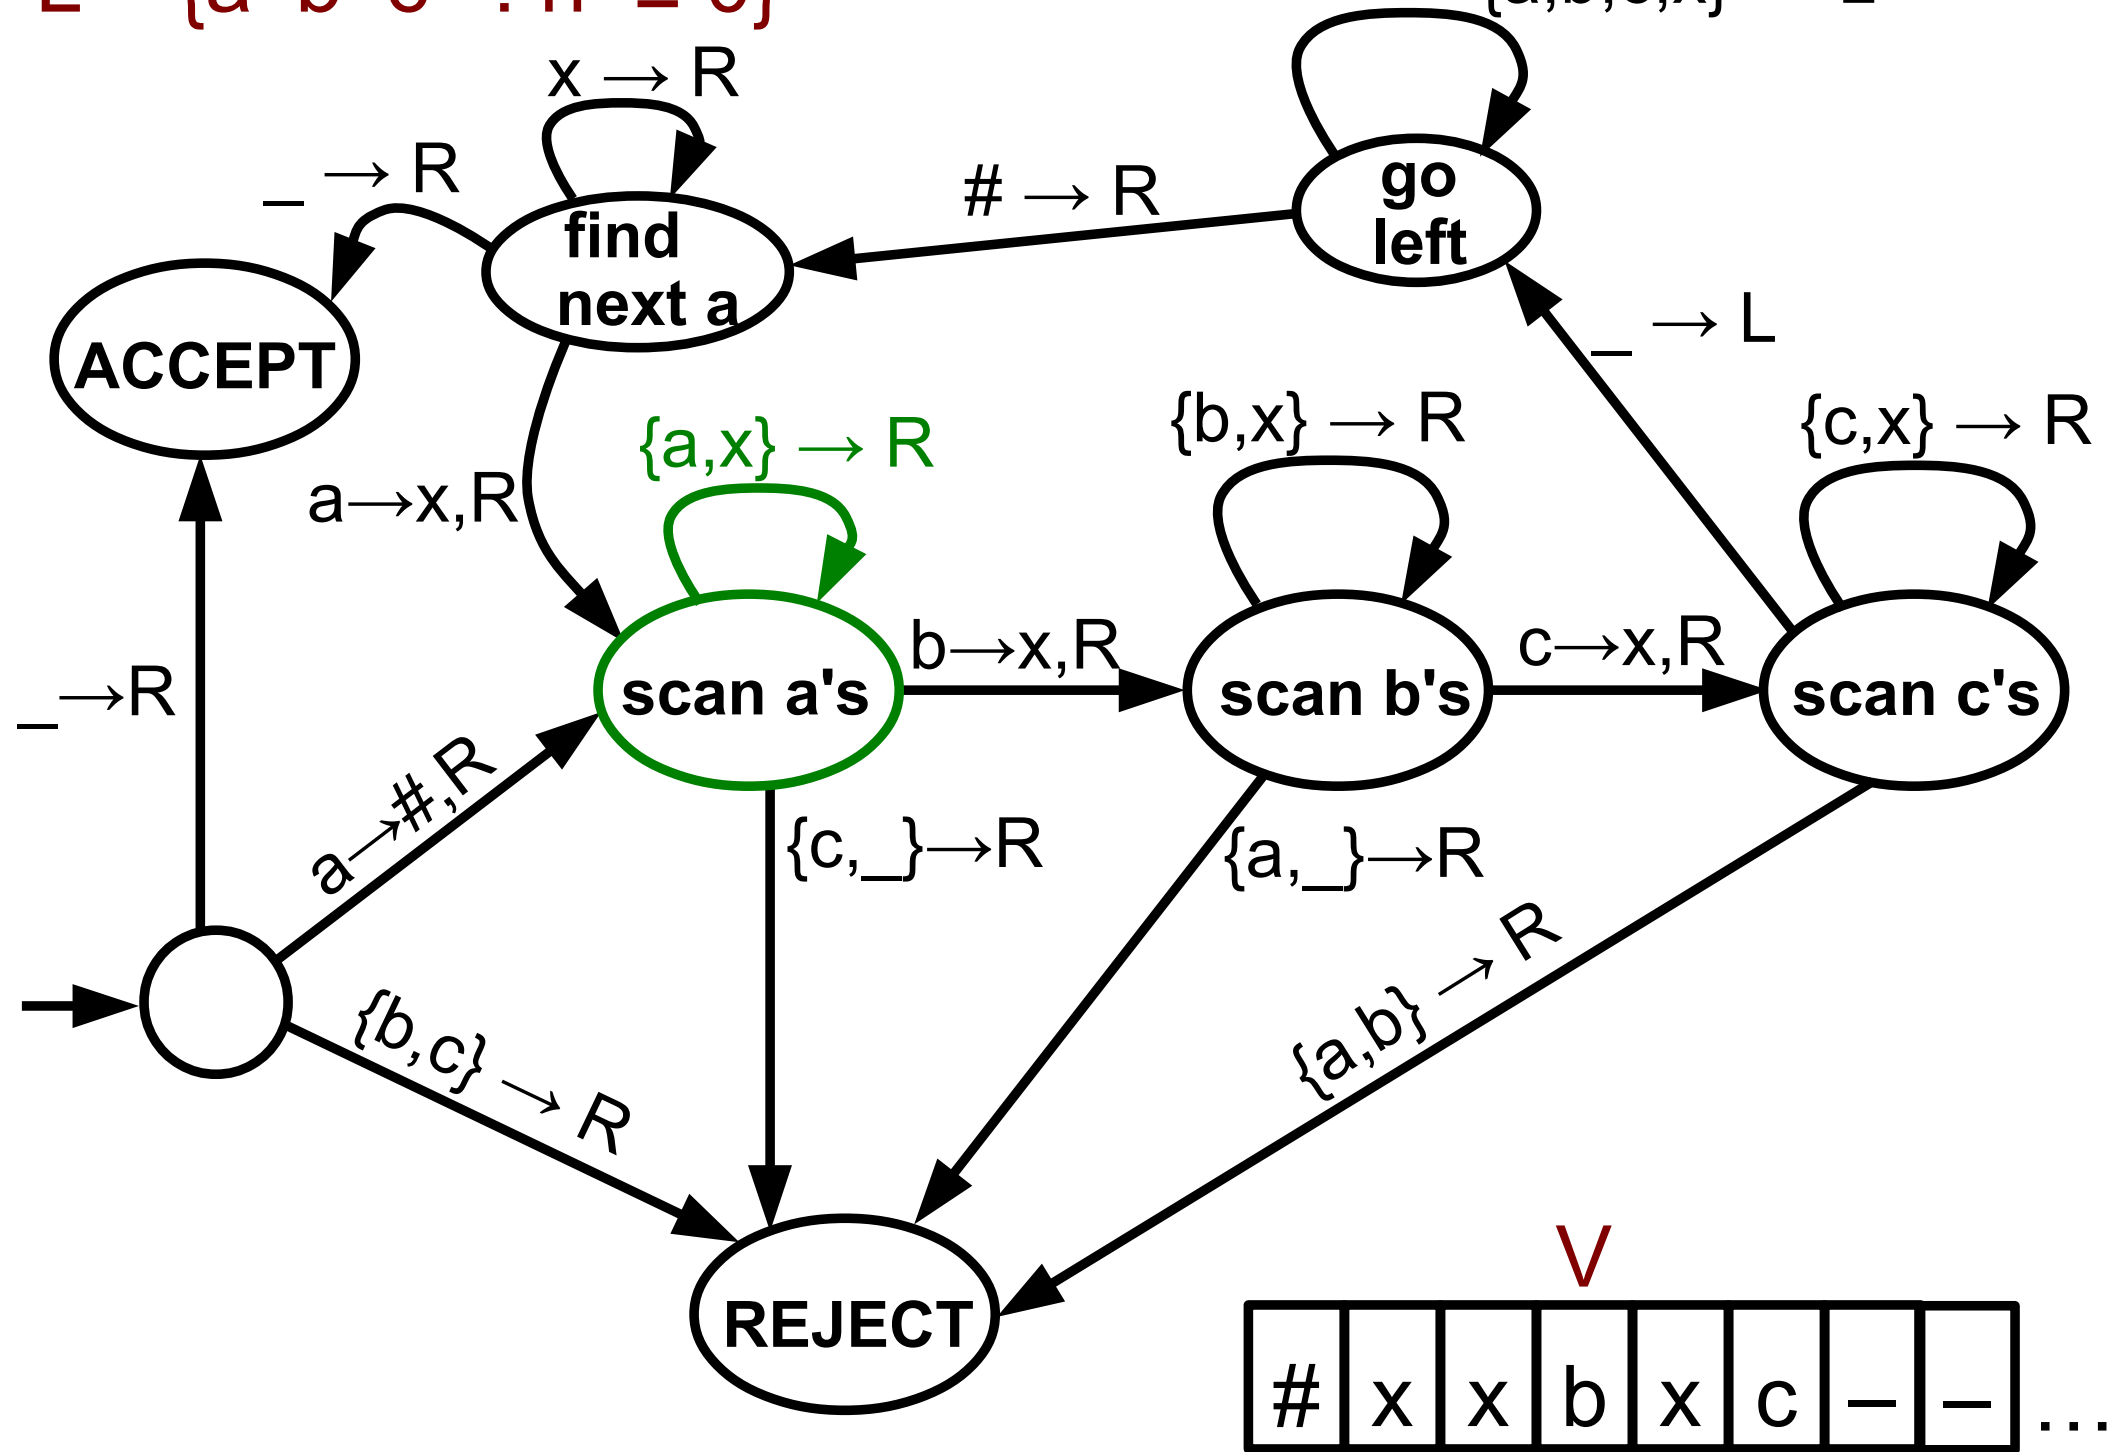 x → R
_ → R
# → R
find
next a
go
left
ACCEPT
_ → L
{a,x} → R
{b,x} → R
{c,x} → R
a→x,R
b→x,R
c→x,R
scan a's
scan b's
scan c's
_→R
a→#,R
{c,_}→R
{a,_}→R
{b,c} → R
{a,b} → R
V
REJECT
# x x b x c _ _ ...